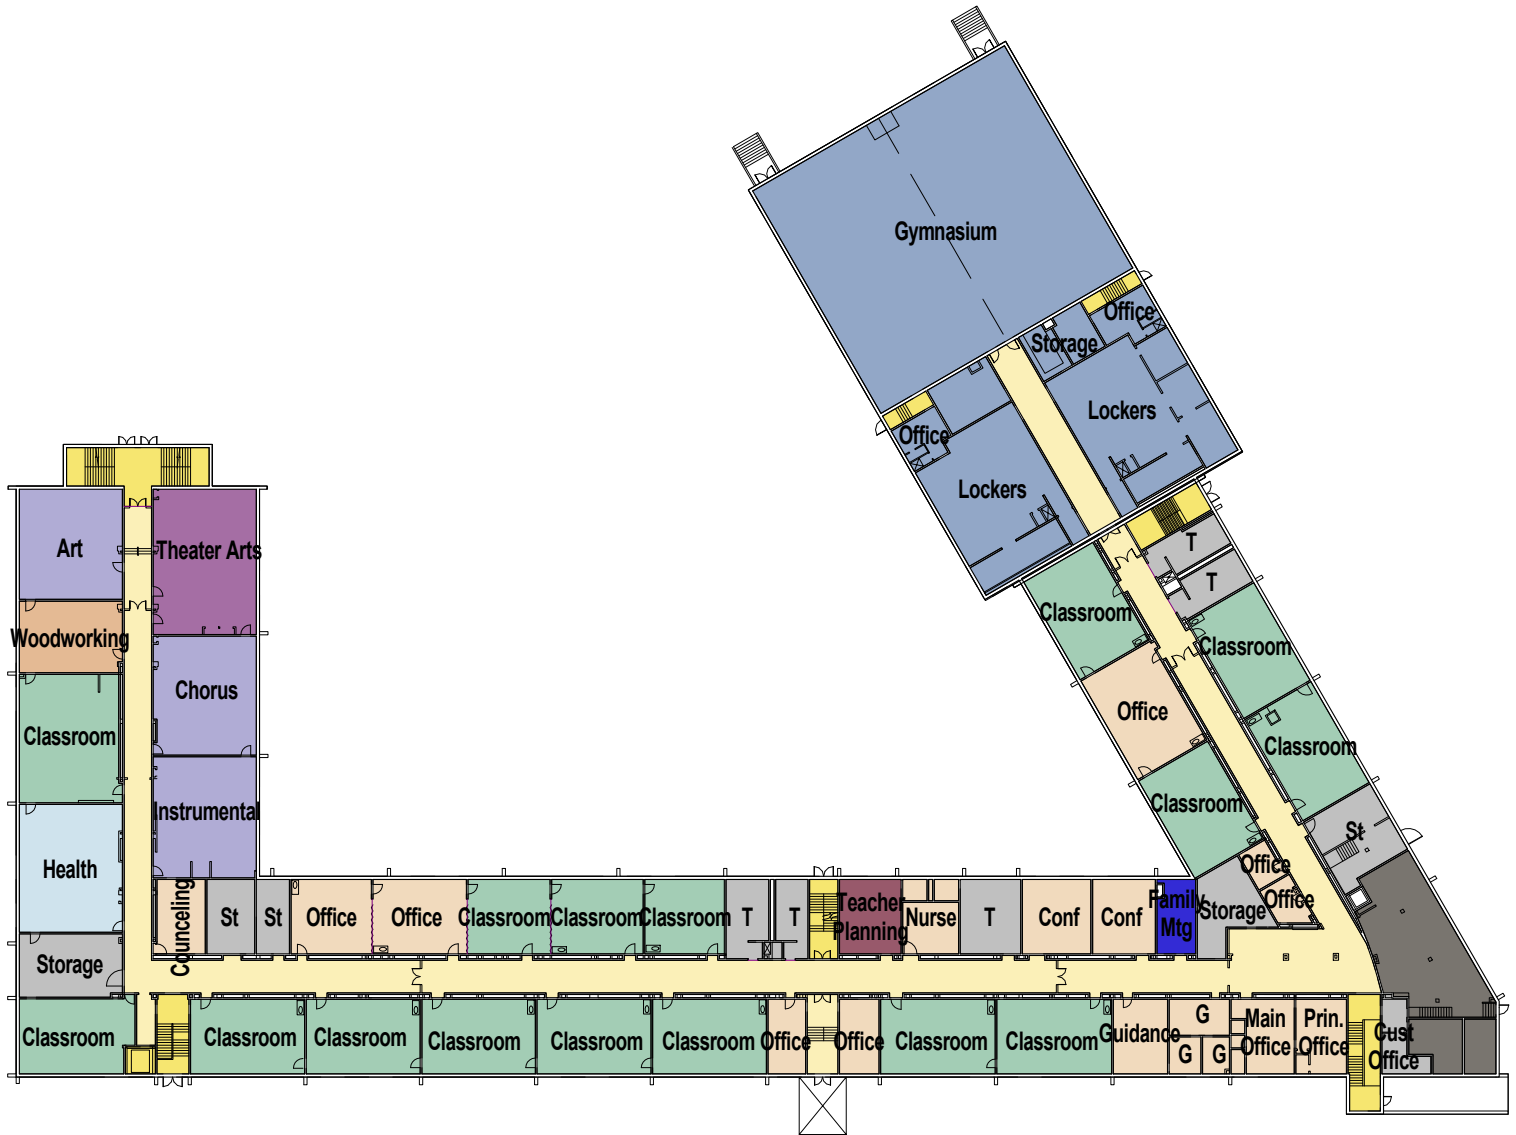 Gymnasium
Office
Storage
Lockers
Office
Lockers
Art
Theater Arts
T
T
Woodworking
Classroom
Classroom
Chorus
Office
Classroom
Classroom
Instrumental
Classroom
St
Health
Office
Office
Counceling
St
St
Office
Office
Classroom
Classroom
Classroom
T
T
Teacher
Planning
Nurse
T
Conf
Conf
Family
Mtg
Storage
Storage
Classroom
Classroom
Classroom
Classroom
Classroom
Classroom
Office
Office
Classroom
Classroom
Guidance
G
G
G
Main
Office
Prin.
Office
Cust
Office